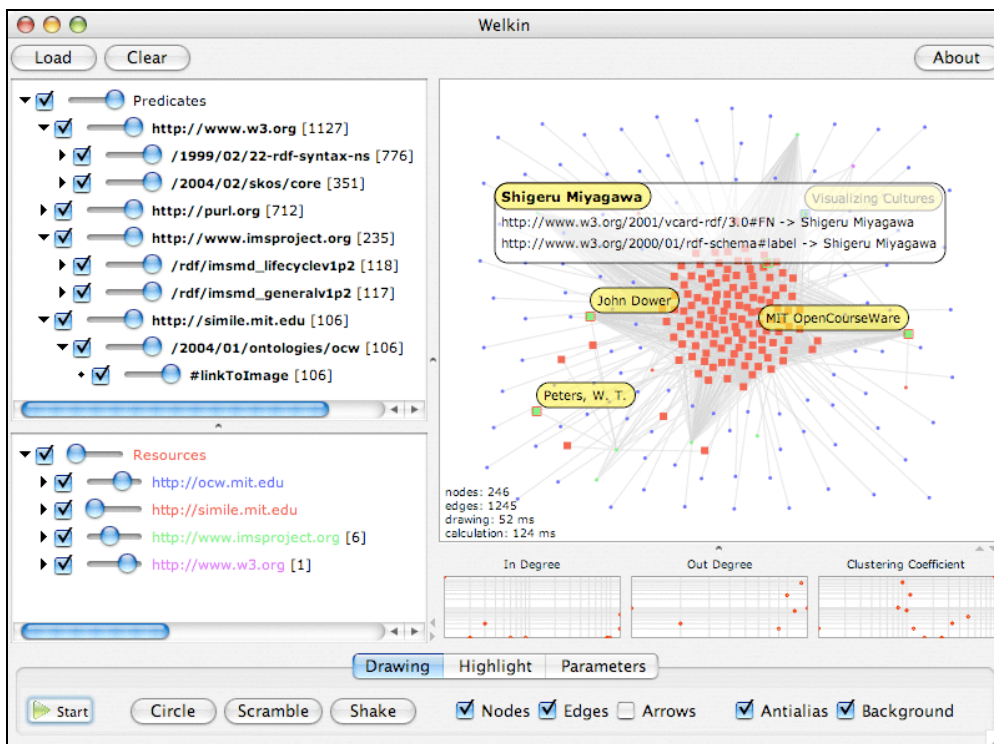 Welkin
Load Clear About
Predicates
http://www.w3.org [1127]
/1999/02/22-rdf-syntax-ns [776]
/2004/02/skos/core [351]
http://purl.org [712]
http://www.imsproject.org [235]
/rdf/imsmd_lifecyclev1p2 [118]
/rdf/imsmd_generalv1p2 [117]
http://simile.mit.edu [106]
/2004/01/ontologies/ocw [106]
#linkToImage [106]
Resources
http://ocw.mit.edu
http://simile.mit.edu
http://www.imsproject.org [6]
http://www.w3.org [1]
Shigeru Miyagawa Visualizing Cultures
http://www.w3.org/2001/vcard-rdf/3.0#FN -> Shigeru Miyagawa
http://www.w3.org/2000/01/rdf-schema#label -> Shigeru Miyagawa
John Dower
MIT OpenCourseWare
Peters, W. T.
nodes: 246
edges: 1245
drawing: 52 ms
calculation: 124 ms
In Degree Out Degree Clustering Coefficient
Drawing Highlight Parameters
Start Circle Scramble Shake Nodes Edges Arrows Antialias Background